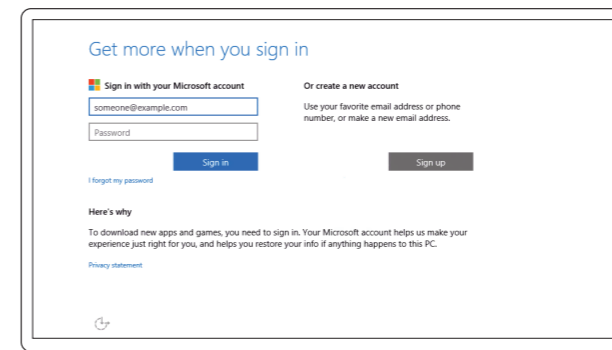 Get more when you sign in
Sign in with your Microsoft account
someone@example.com
Password
Sign in
I forgot my password
Or create a new account
Use your favorite email address or phone
number, or make a new email address.
Sign up
Here's why
To download new apps and games, you need to sign in. Your Microsoft account helps us make your
experience just right for you, and helps you restore your info if anything happens to this PC.
Privacy statement